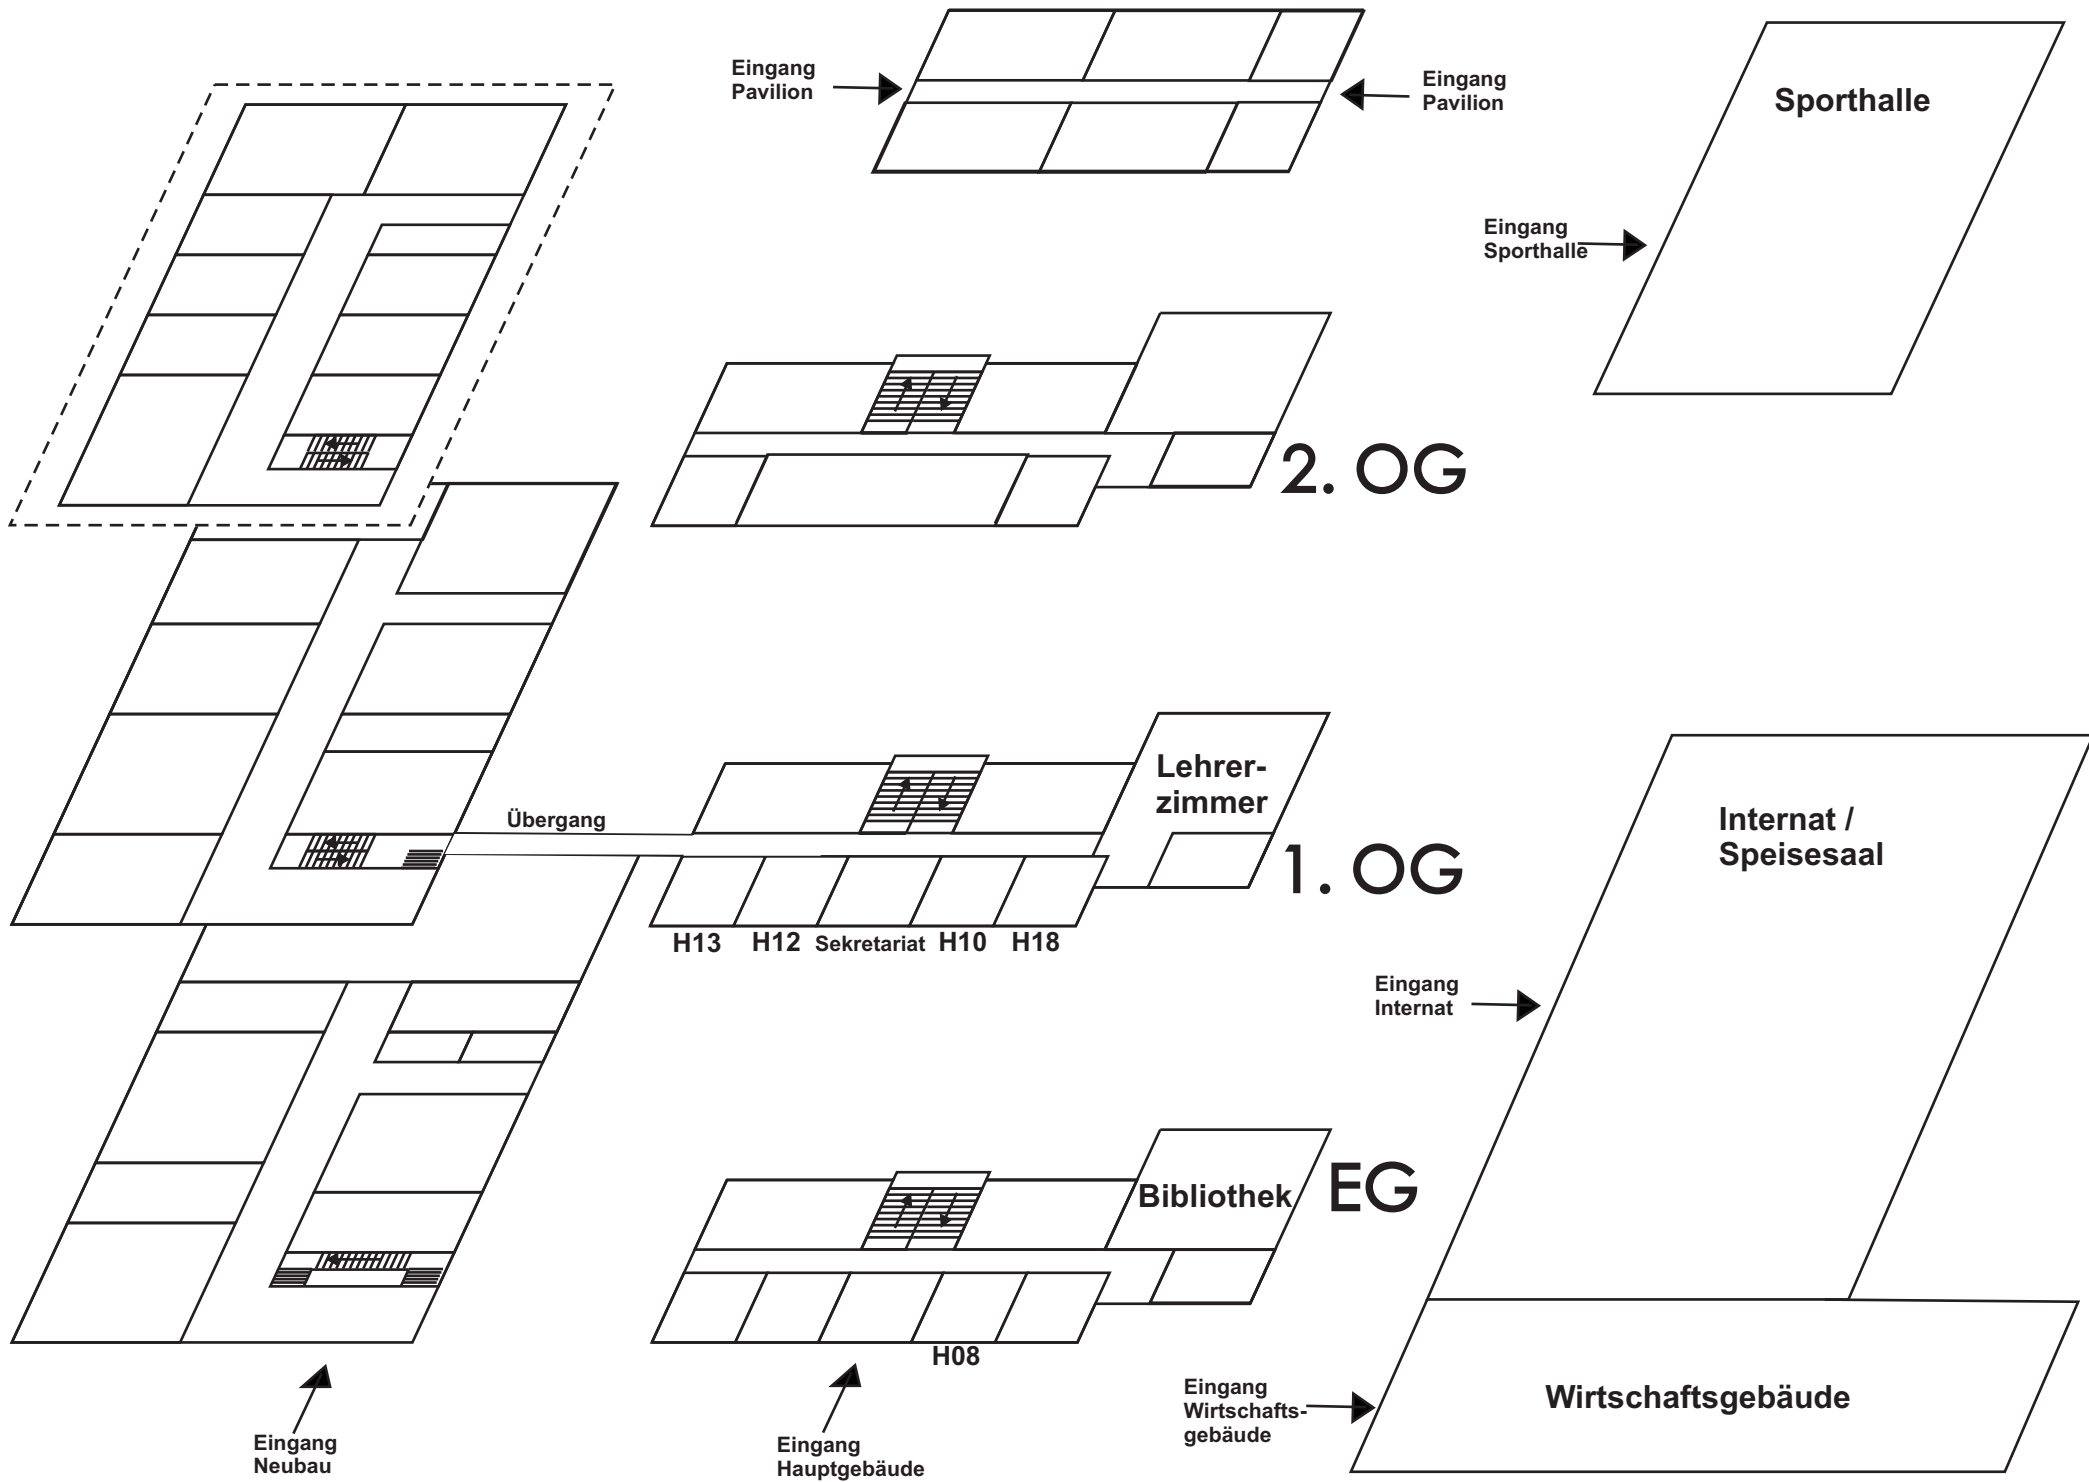 Eingang
Pavilion
Eingang
Pavilion
Sporthalle
Eingang
Sporthalle
2. OG
Übergang
Lehrer-
zimmer
1. OG
H13
H12
Sekretariat
H10
H18
Internat /
Speisesaal
Eingang
Internat
Bibliothek
EG
H08
Eingang
Neubau
Eingang
Hauptgebäude
Eingang
Wirtschafts-
gebäude
Wirtschaftsgebäude